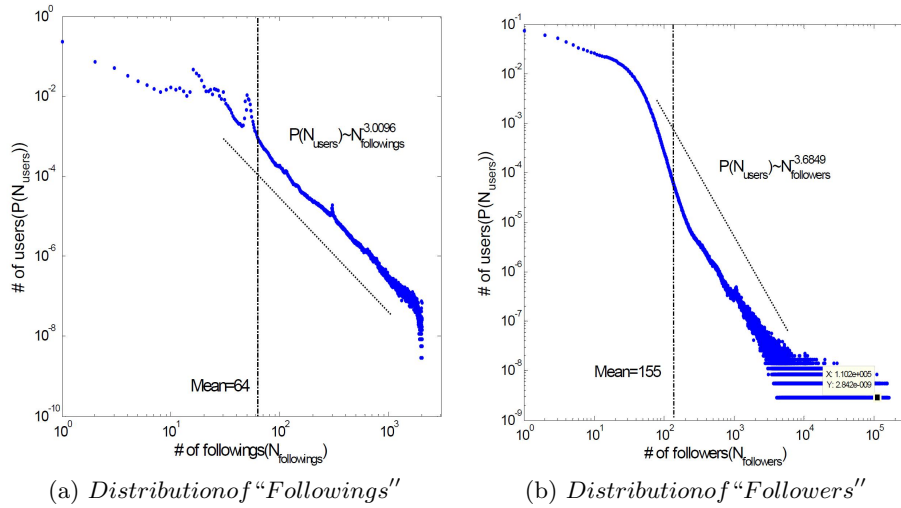 10^0
10^-2
10^-4
10^-6
10^-8
10^-10
# of users(P(N_users))
P(N_users)~N_followings^-3.0096
Mean=64
10^0 10^1 10^2 10^3
# of followings(N_followings)
(a) Distributionof “Followings”
10^-1
10^-2
10^-3
10^-4
10^-5
10^-6
10^-7
10^-8
10^-9
# of users(P(N_users))
P(N_users)~N_followers^-3.6849
Mean=155
X: 1.102e+005
Y: 2.842e-009
10^0 10^1 10^2 10^3 10^4 10^5
# of followers(N_followers)
(b) Distributionof “Followers”